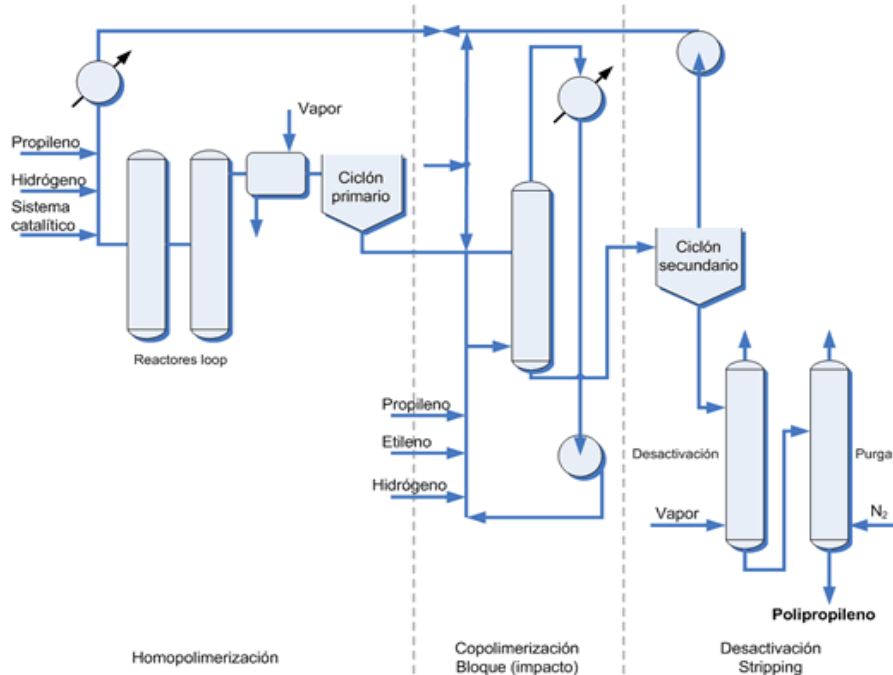 Vapor
Propileno
Hidrógeno
Sistema
catalítico
Ciclón
primario
Reactores loop
Ciclón
secundario
Propileno
Etileno
Hidrógeno
Desactivación
Purga
Vapor
N2
Polipropileno
Homopolimerización
Copolimerización
Bloque (impacto)
Desactivación
Stripping